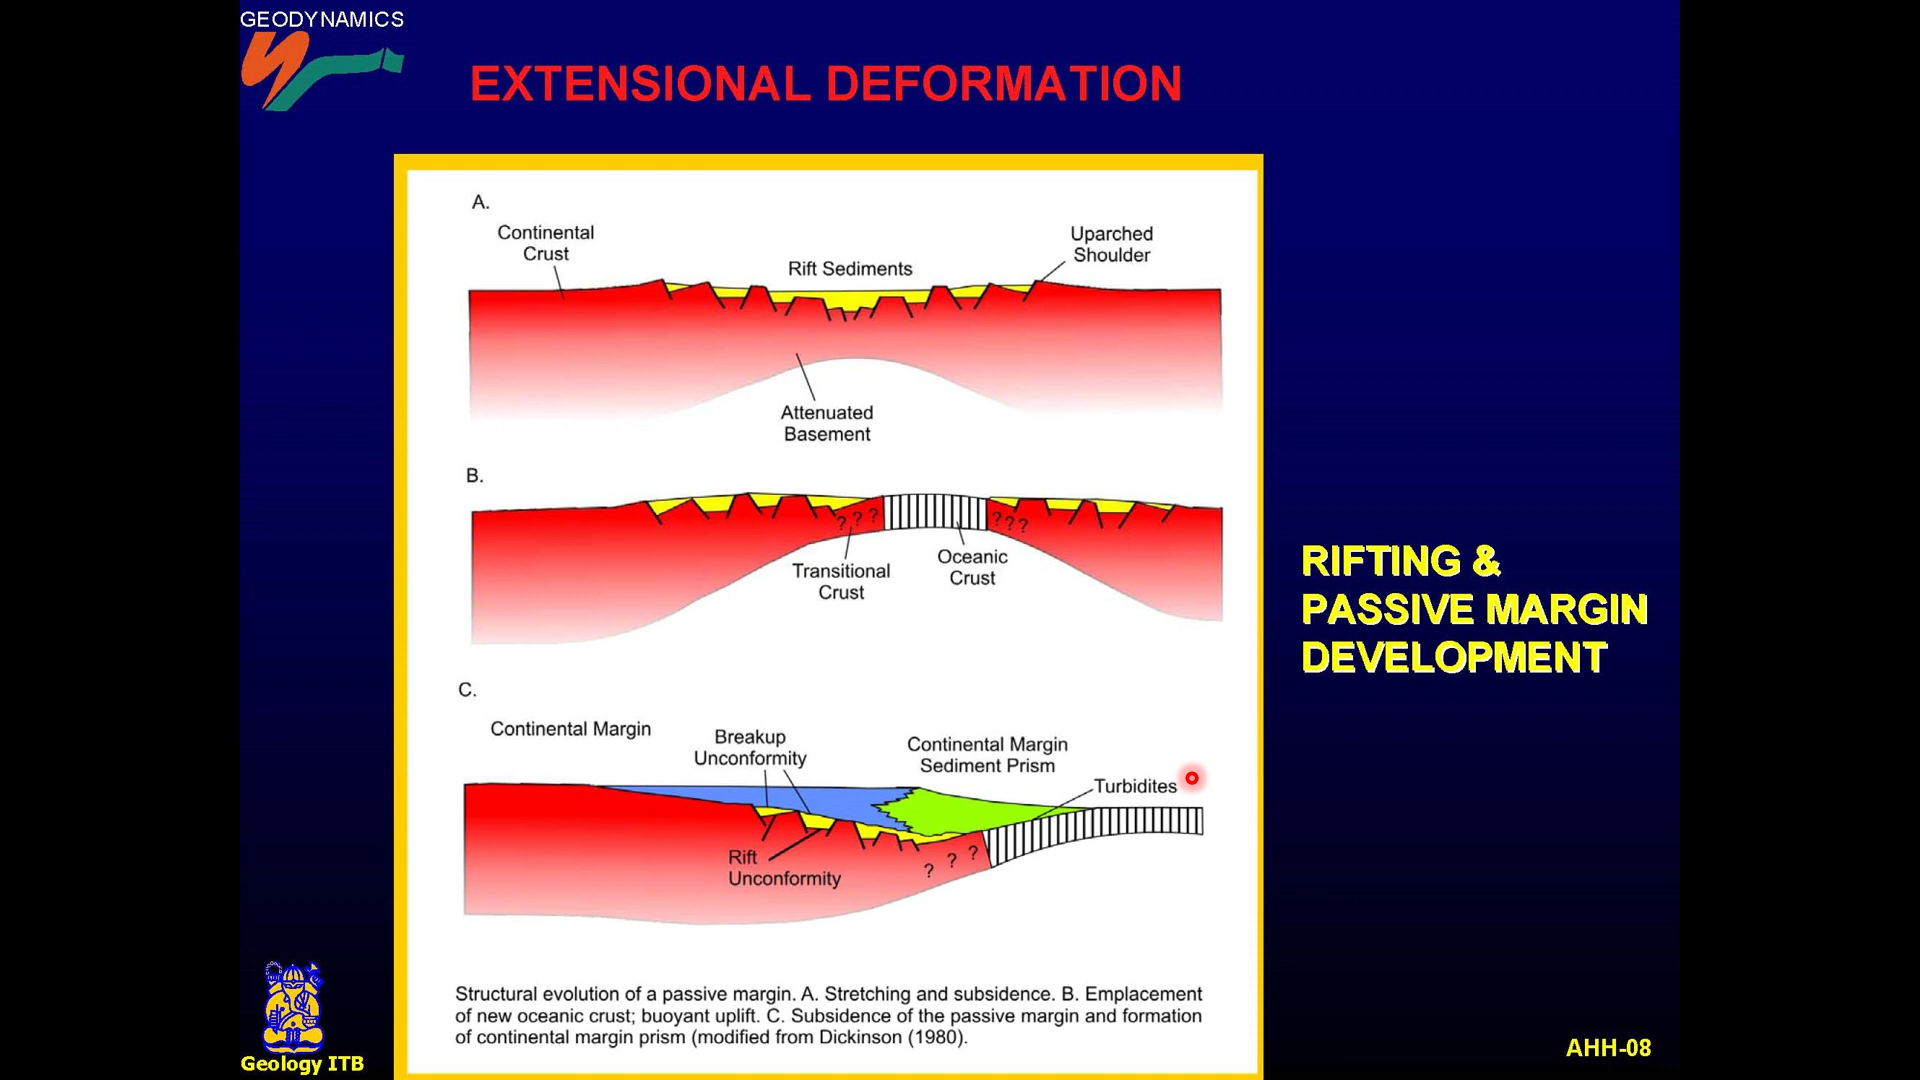 GEODYNAMICS
EXTENSIONAL DEFORMATION
A.
Continental
Crust
Rift Sediments
Uparched
Shoulder
Attenuated
Basement
B.
? ? ?
???
Transitional
Crust
Oceanic
Crust
RIFTING &
PASSIVE MARGIN
DEVELOPMENT
C.
Continental Margin
Breakup
Unconformity
Continental Margin
Sediment Prism
Turbidites
Rift
Unconformity
? ? ?
Structural evolution of a passive margin. A. Stretching and subsidence. B. Emplacement
of new oceanic crust; buoyant uplift. C. Subsidence of the passive margin and formation
of continental margin prism (modified from Dickinson (1980).
Geology ITB
AHH-08